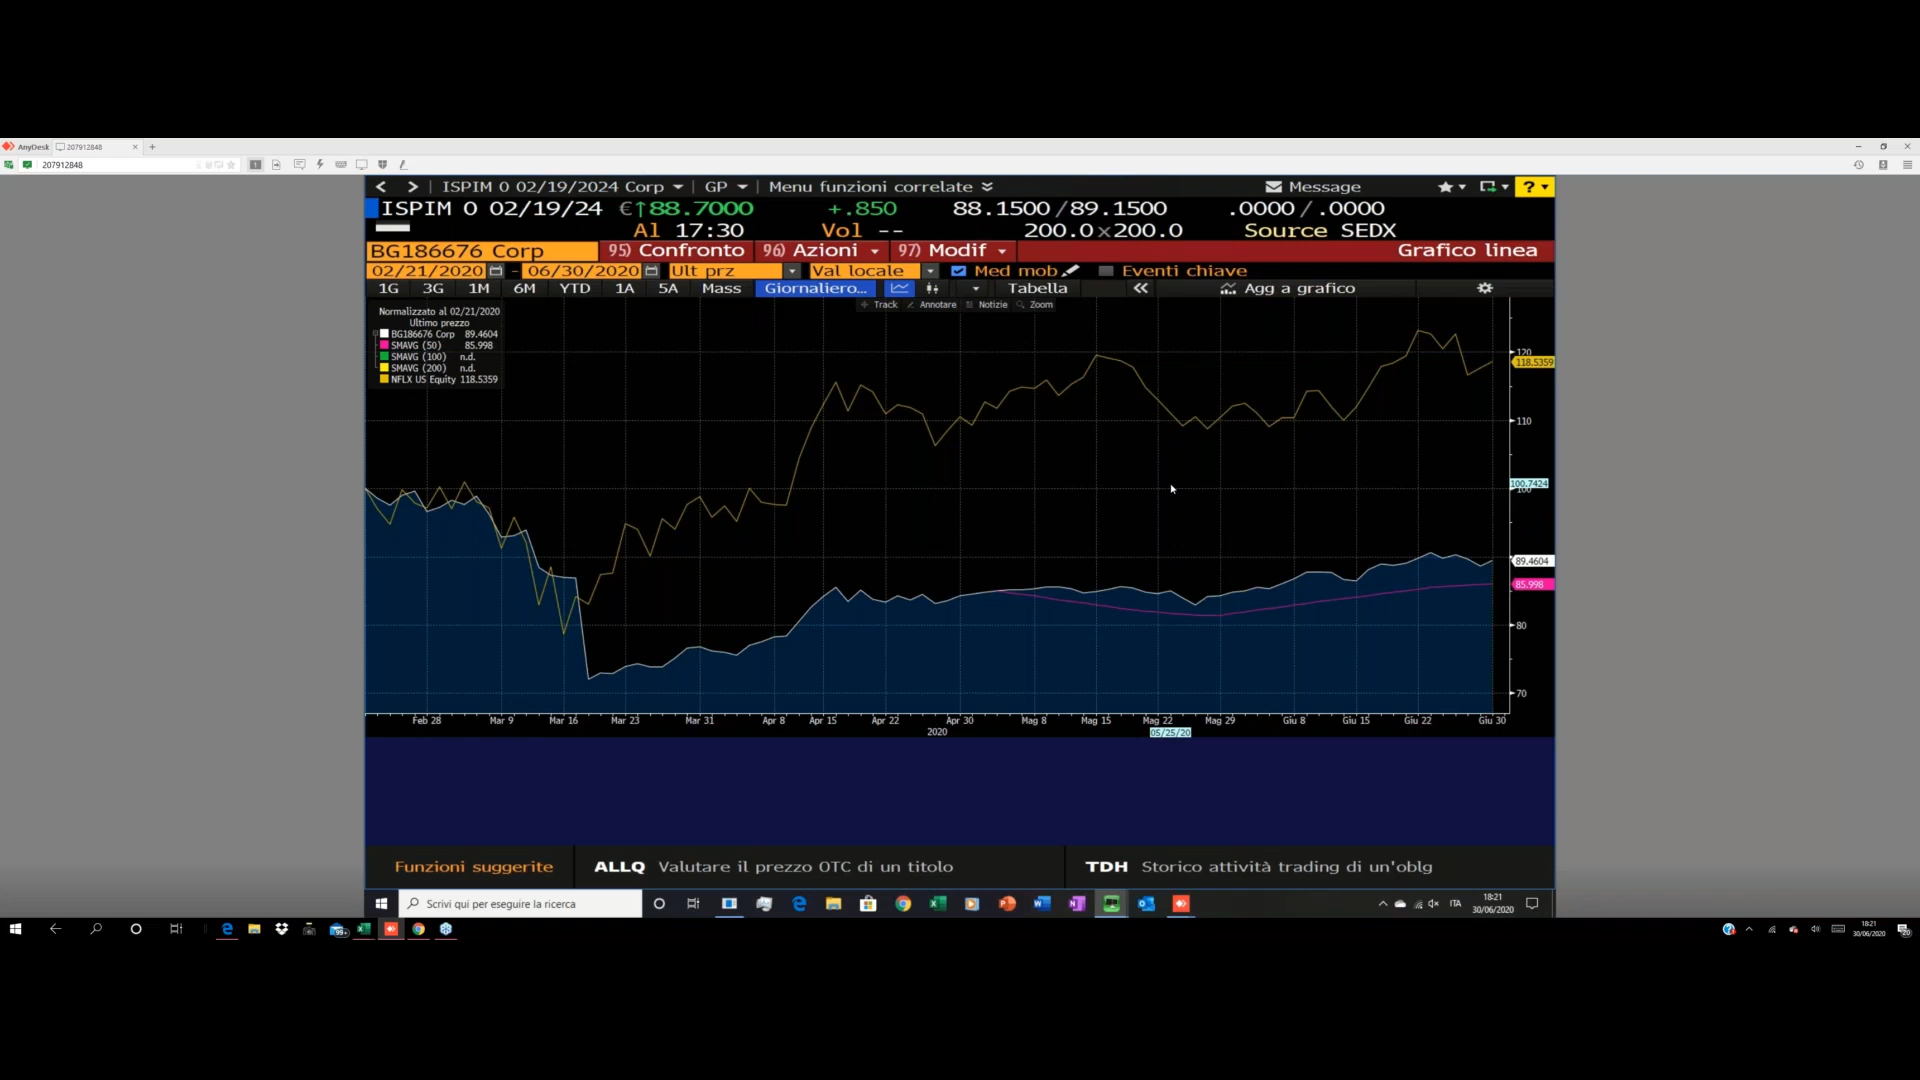 AnyDesk 207912848
207912848
ISPIM 0 02/19/2024 Corp GP Menu funzioni correlate Message ?
ISPIM 0 02/19/24 €↑88.7000 +.850 88.1500/89.1500 .0000/.0000
Al 17:30 Vol -- 200.0x200.0 Source SEDX
BG186676 Corp 95) Confronto 96) Azioni 97) Modif Grafico linea
02/21/2020 - 06/30/2020 Ult prz Val locale Med mob Eventi chiave
1G 3G 1M 6M YTD 1A 5A Mass Giornaliero... Tabella Agg a grafico
Track Annotare Notizie Zoom
Normalizzato al 02/21/2020
Ultimo prezzo
BG186676 Corp 89.4604
SMAVG (50) 85.998
SMAVG (100) n.d.
SMAVG (200) n.d.
NFLX US Equity 118.5359
120
118.5359
110
100.7424
100
89.4604
85.998
80
70
Feb 28 Mar 9 Mar 16 Mar 23 Mar 31 Apr 8 Apr 15 Apr 22 Apr 30 Mag 8 Mag 15 Mag 22 Mag 29 Giu 8 Giu 15 Giu 22 Giu 30
2020 05/25/20
Funzioni suggerite ALLQ Valutare il prezzo OTC di un titolo TDH Storico attività trading di un'oblg
Scrivi qui per eseguire la ricerca ITA 18:21
30/06/2020
99+ 18:21
30/06/2020
20